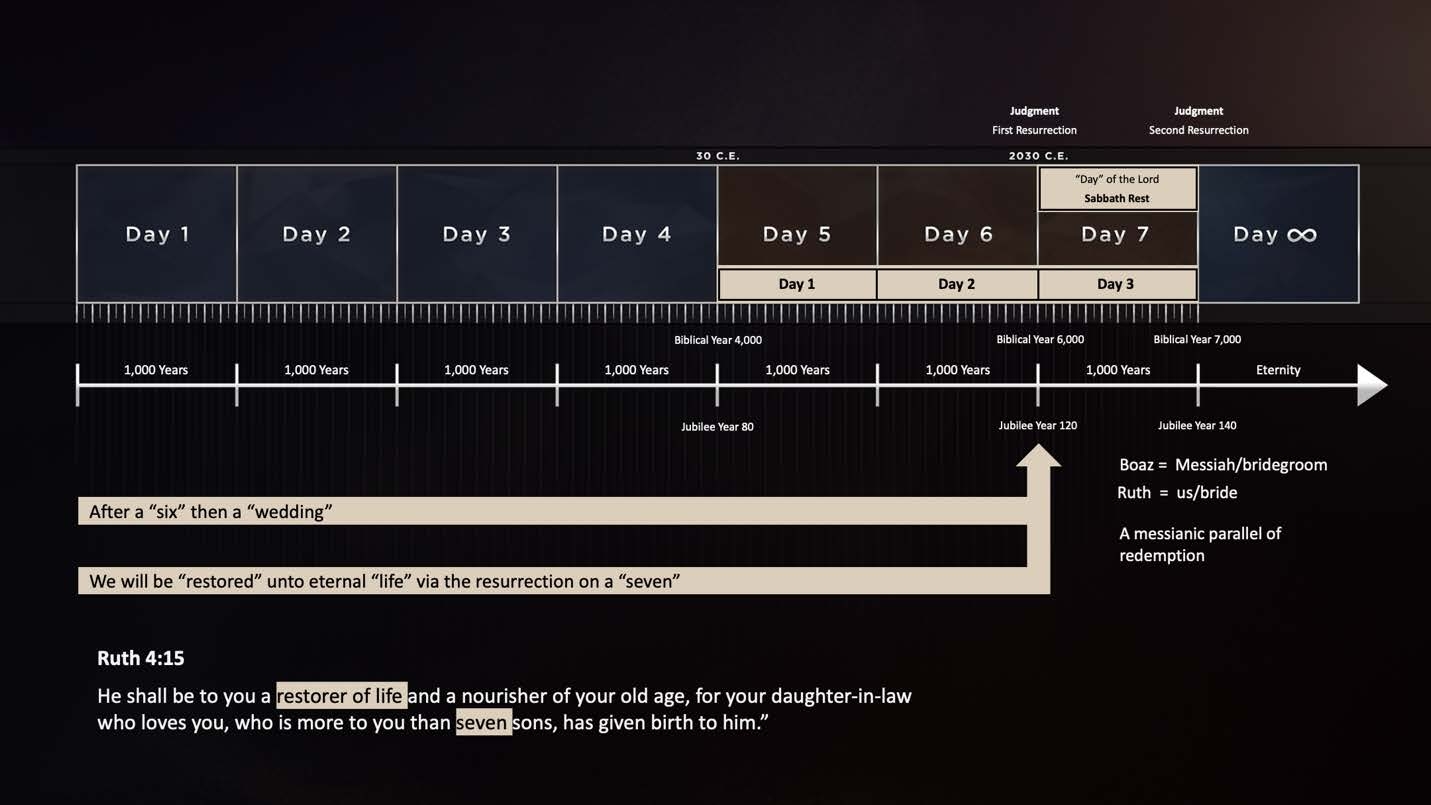 Judgment
First Resurrection
Judgment
Second Resurrection
30 C.E.
2030 C.E.
Day 1
Day 2
Day 3
Day 4
Day 5
Day 6
“Day” of the Lord
Sabbath Rest
Day 7
Day ∞
Day 1
Day 2
Day 3
Biblical Year 4,000
Biblical Year 6,000
Biblical Year 7,000
1,000 Years
1,000 Years
1,000 Years
1,000 Years
1,000 Years
1,000 Years
1,000 Years
Eternity
Jubilee Year 80
Jubilee Year 120
Jubilee Year 140
Boaz = Messiah/bridegroom
Ruth = us/bride
A messianic parallel of
redemption
After a “six” then a “wedding”
We will be “restored” unto eternal “life” via the resurrection on a “seven”
Ruth 4:15
He shall be to you a restorer of life and a nourisher of your old age, for your daughter-in-law
who loves you, who is more to you than seven sons, has given birth to him.”